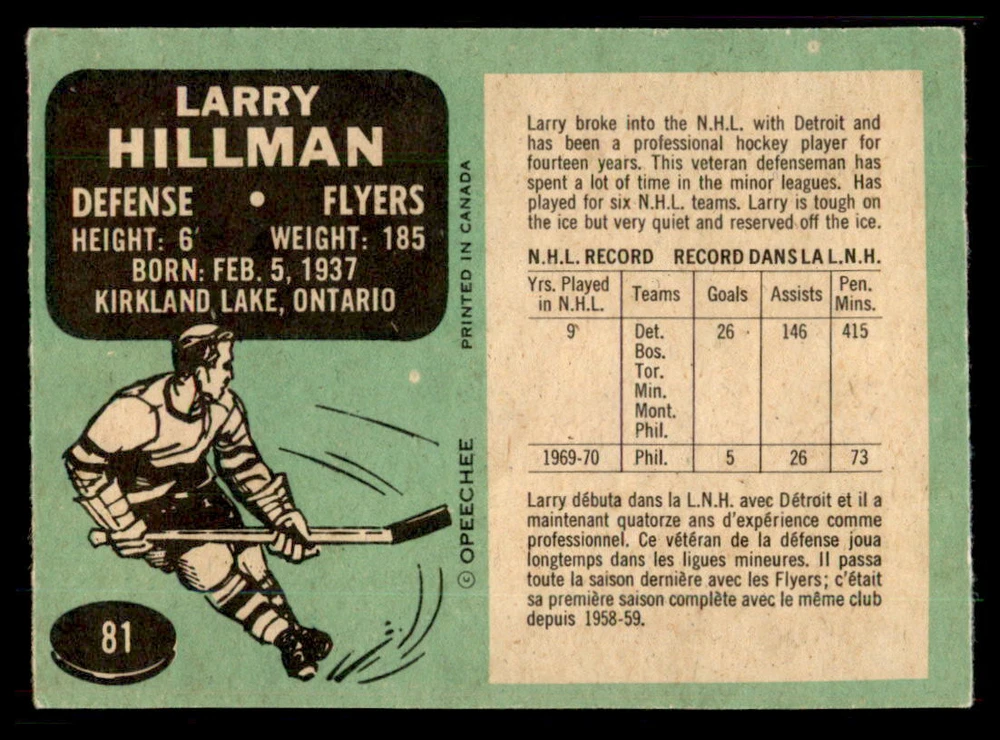 LARRY
HILLMAN
DEFENSE • FLYERS
HEIGHT: 6' WEIGHT: 185
BORN: FEB. 5, 1937
KIRKLAND LAKE, ONTARIO
PRINTED IN CANADA
© OPEECHEE
81
Larry broke into the N.H.L. with Detroit and
has been a professional hockey player for
fourteen years. This veteran defenseman has
spent a lot of time in the minor leagues. Has
played for six N.H.L. teams. Larry is tough on
the ice but very quiet and reserved off the ice.
N.H.L. RECORD RECORD DANS LA L.N.H.
Yrs. Played in N.H.L. Teams Goals Assists Pen. Mins.
9 Det. 26 146 415
Bos.
Tor.
Min.
Mont.
Phil.
1969-70 Phil. 5 26 73
Larry débuta dans la L.N.H. avec Détroit et il a
maintenant quatorze ans d'expérience comme
professionnel. Ce vétéran de la défense joua
longtemps dans les ligues mineures. Il passa
toute la saison dernière avec les Flyers; c'était
sa première saison complète avec le même club
depuis 1958-59.